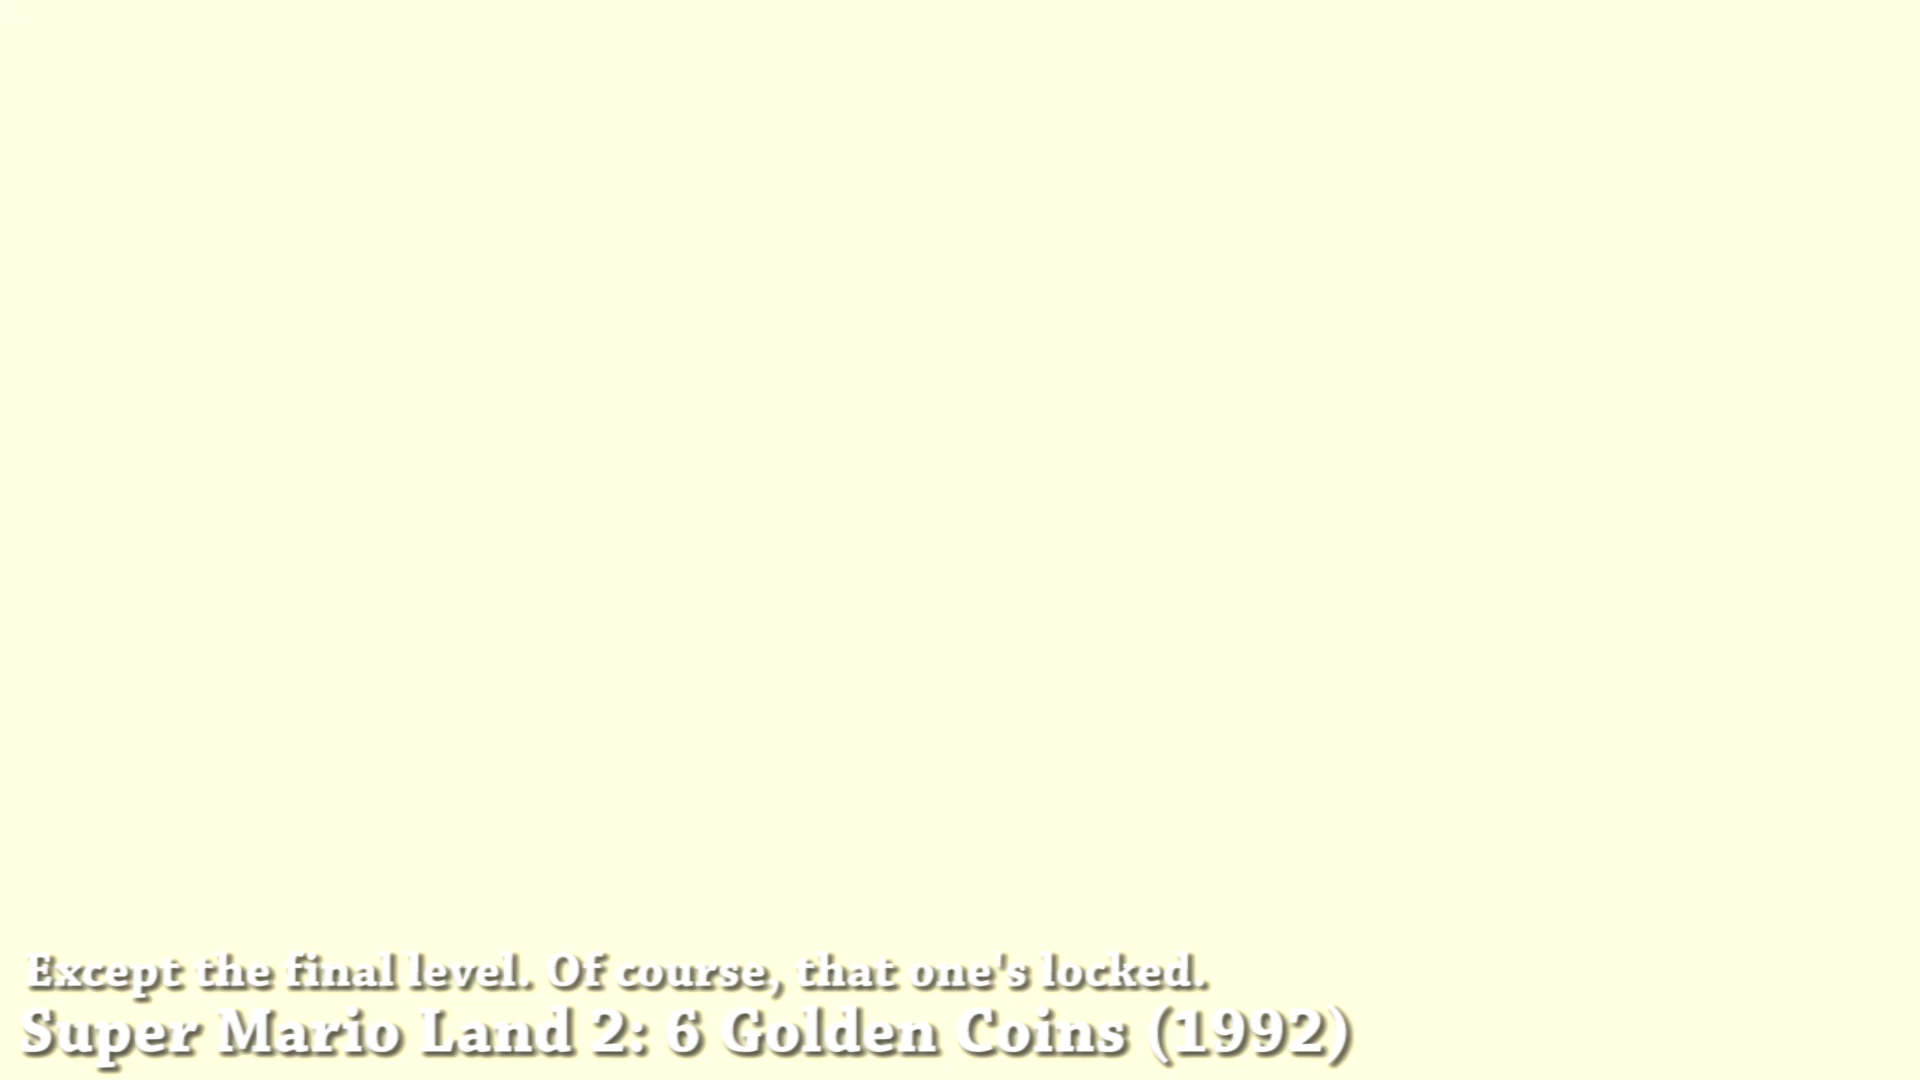 Except the final level. Of course, that one's locked.
Super Mario Land 2: 6 Golden Coins (1992)